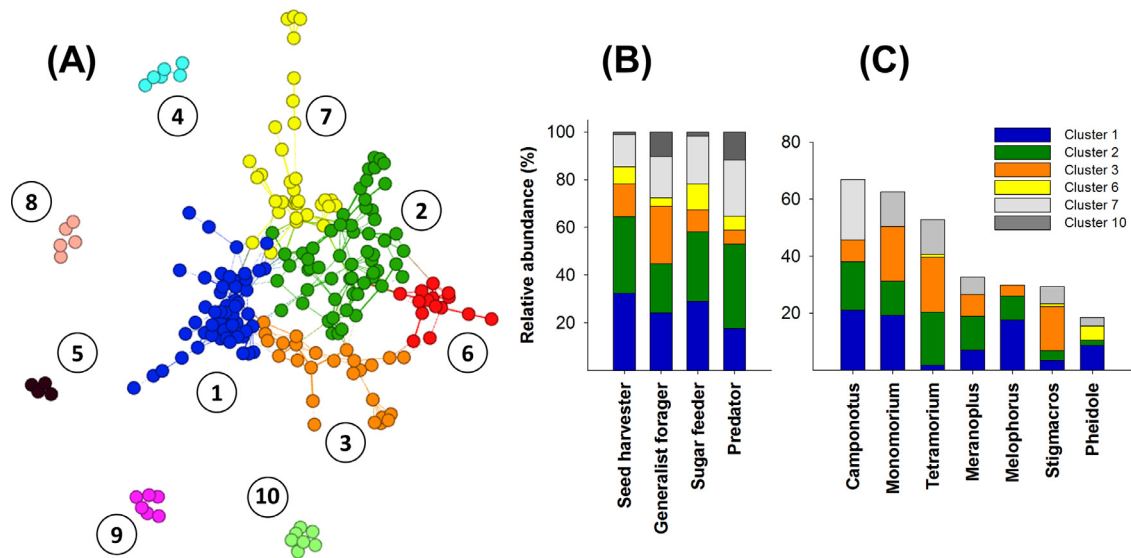 (A)
(B)
(C)
4
7
8
2
5
6
1
3
9
10
Relative abundance (%)
100
80
60
40
20
Seed harvester
Generalist forager
Sugar feeder
Predator
80
60
40
20
Camponotus
Monomorium
Tetramorium
Meranoplus
Melophorus
Stigmacros
Pheidole
Cluster 1
Cluster 2
Cluster 3
Cluster 6
Cluster 7
Cluster 10